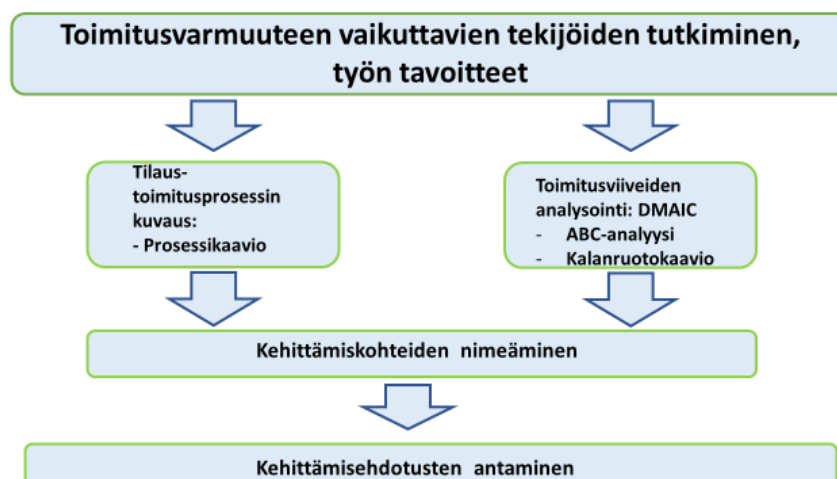 Toimitusvarmuuteen vaikuttavien tekijöiden tutkiminen,
työn tavoitteet
Tilaus-
toimitusprosessin
kuvaus:
- Prosessikaavio
Toimitusviiveiden
analysointi: DMAIC
- ABC-analyysi
- Kalanruotokaavio
Kehittämiskohteiden nimeäminen
Kehittämisehdotusten antaminen